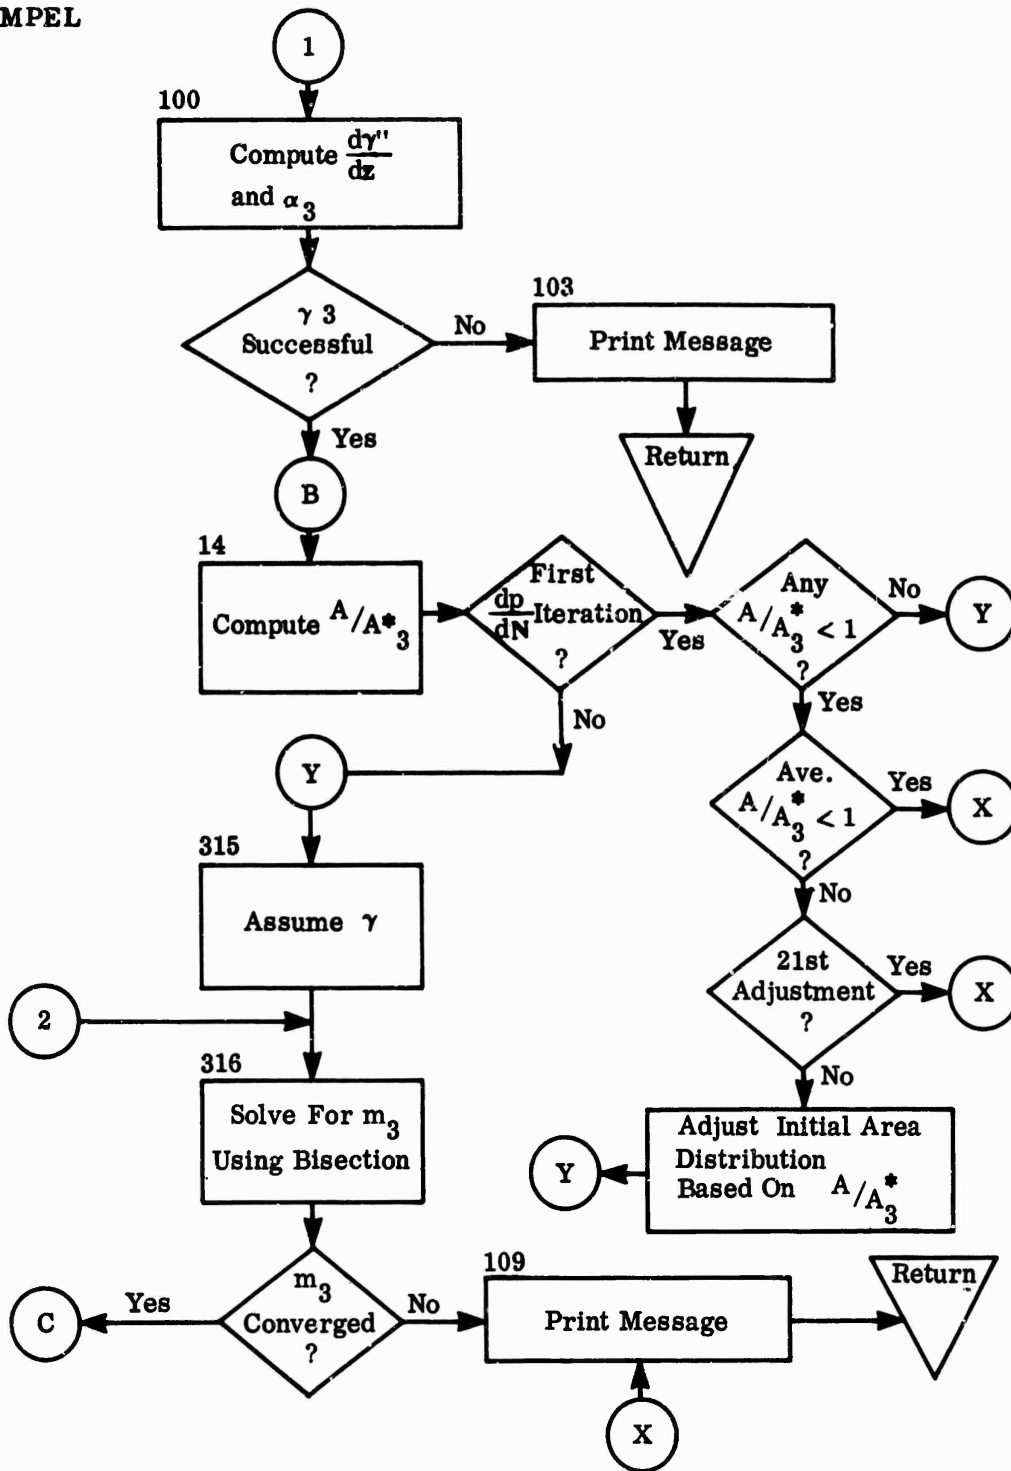 MPEL
1
100
Compute dγ''/dz
and α3
γ 3
Successful
?
No
103
Print Message
Return
Yes
B
14
Compute A/A*3
First
dp/dN Iteration
?
Yes
Any
A/A3* < 1
?
No
Y
No
Yes
Y
Ave.
A/A3* < 1
?
Yes
X
315
Assume γ
No
21st
Adjustment
?
Yes
X
2
No
316
Solve For m3
Using Bisection
Adjust Initial Area
Distribution
Based On A/A3*
Y
m3
Converged
?
Yes
C
No
109
Print Message
Return
X